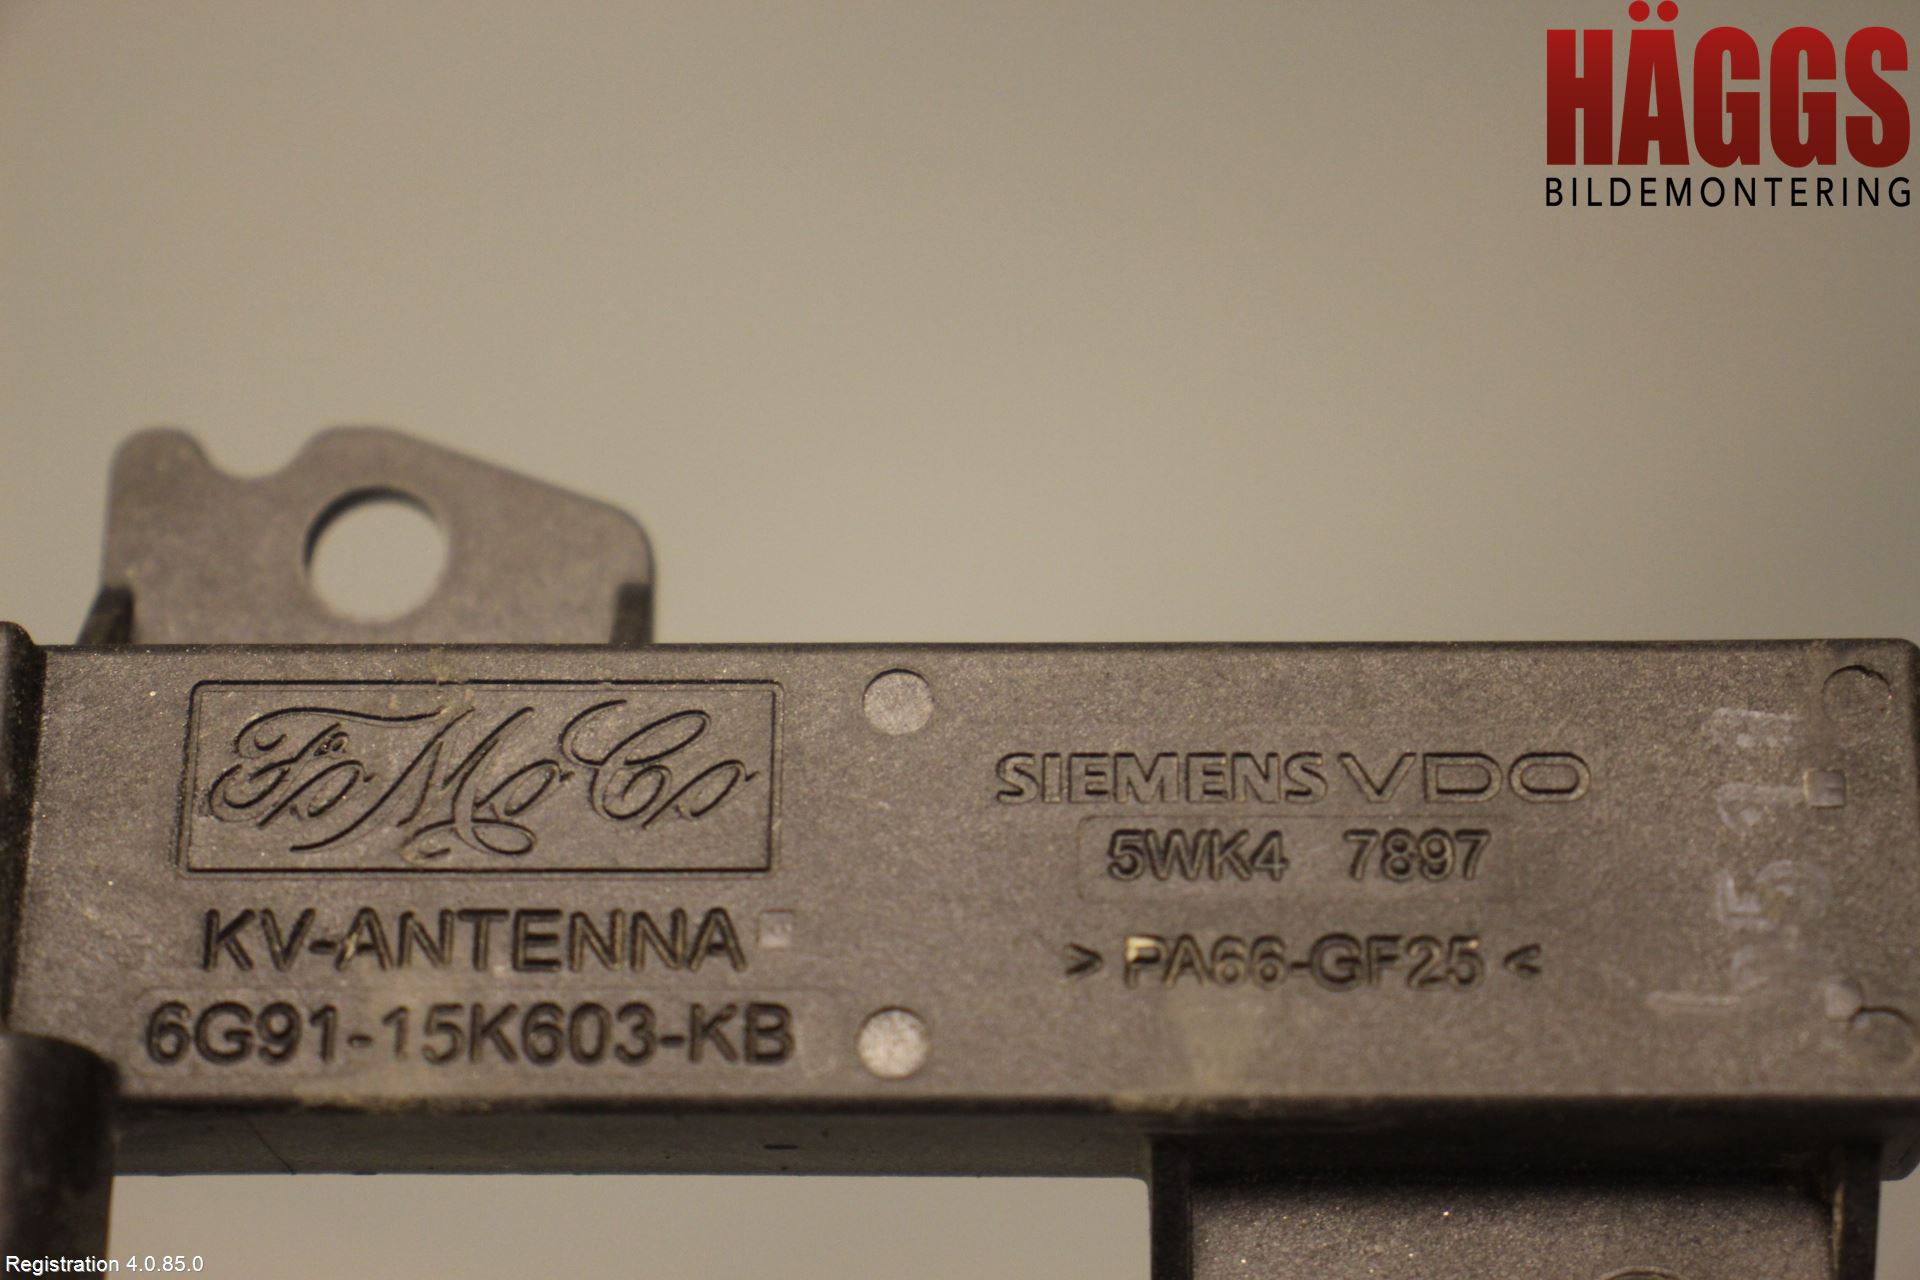 HÄGGS
BILDEMONTERING
FoMoCo
KV-ANTENNA
6G91-15K603-KB
SIEMENS VDO
5WK4 7897
>PA66-GF25<
Registration 4.0.85.0